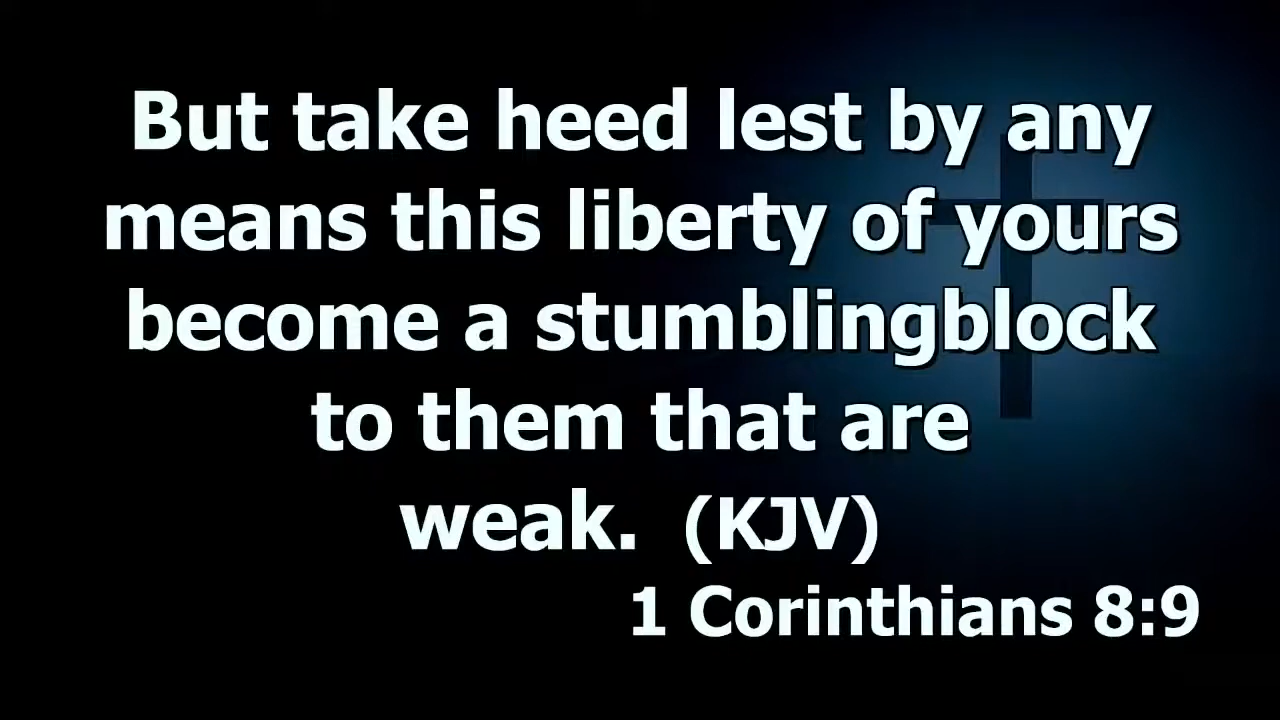 But take heed lest by any
means this liberty of yours
become a stumblingblock
to them that are
weak.  (KJV)
1 Corinthians 8:9